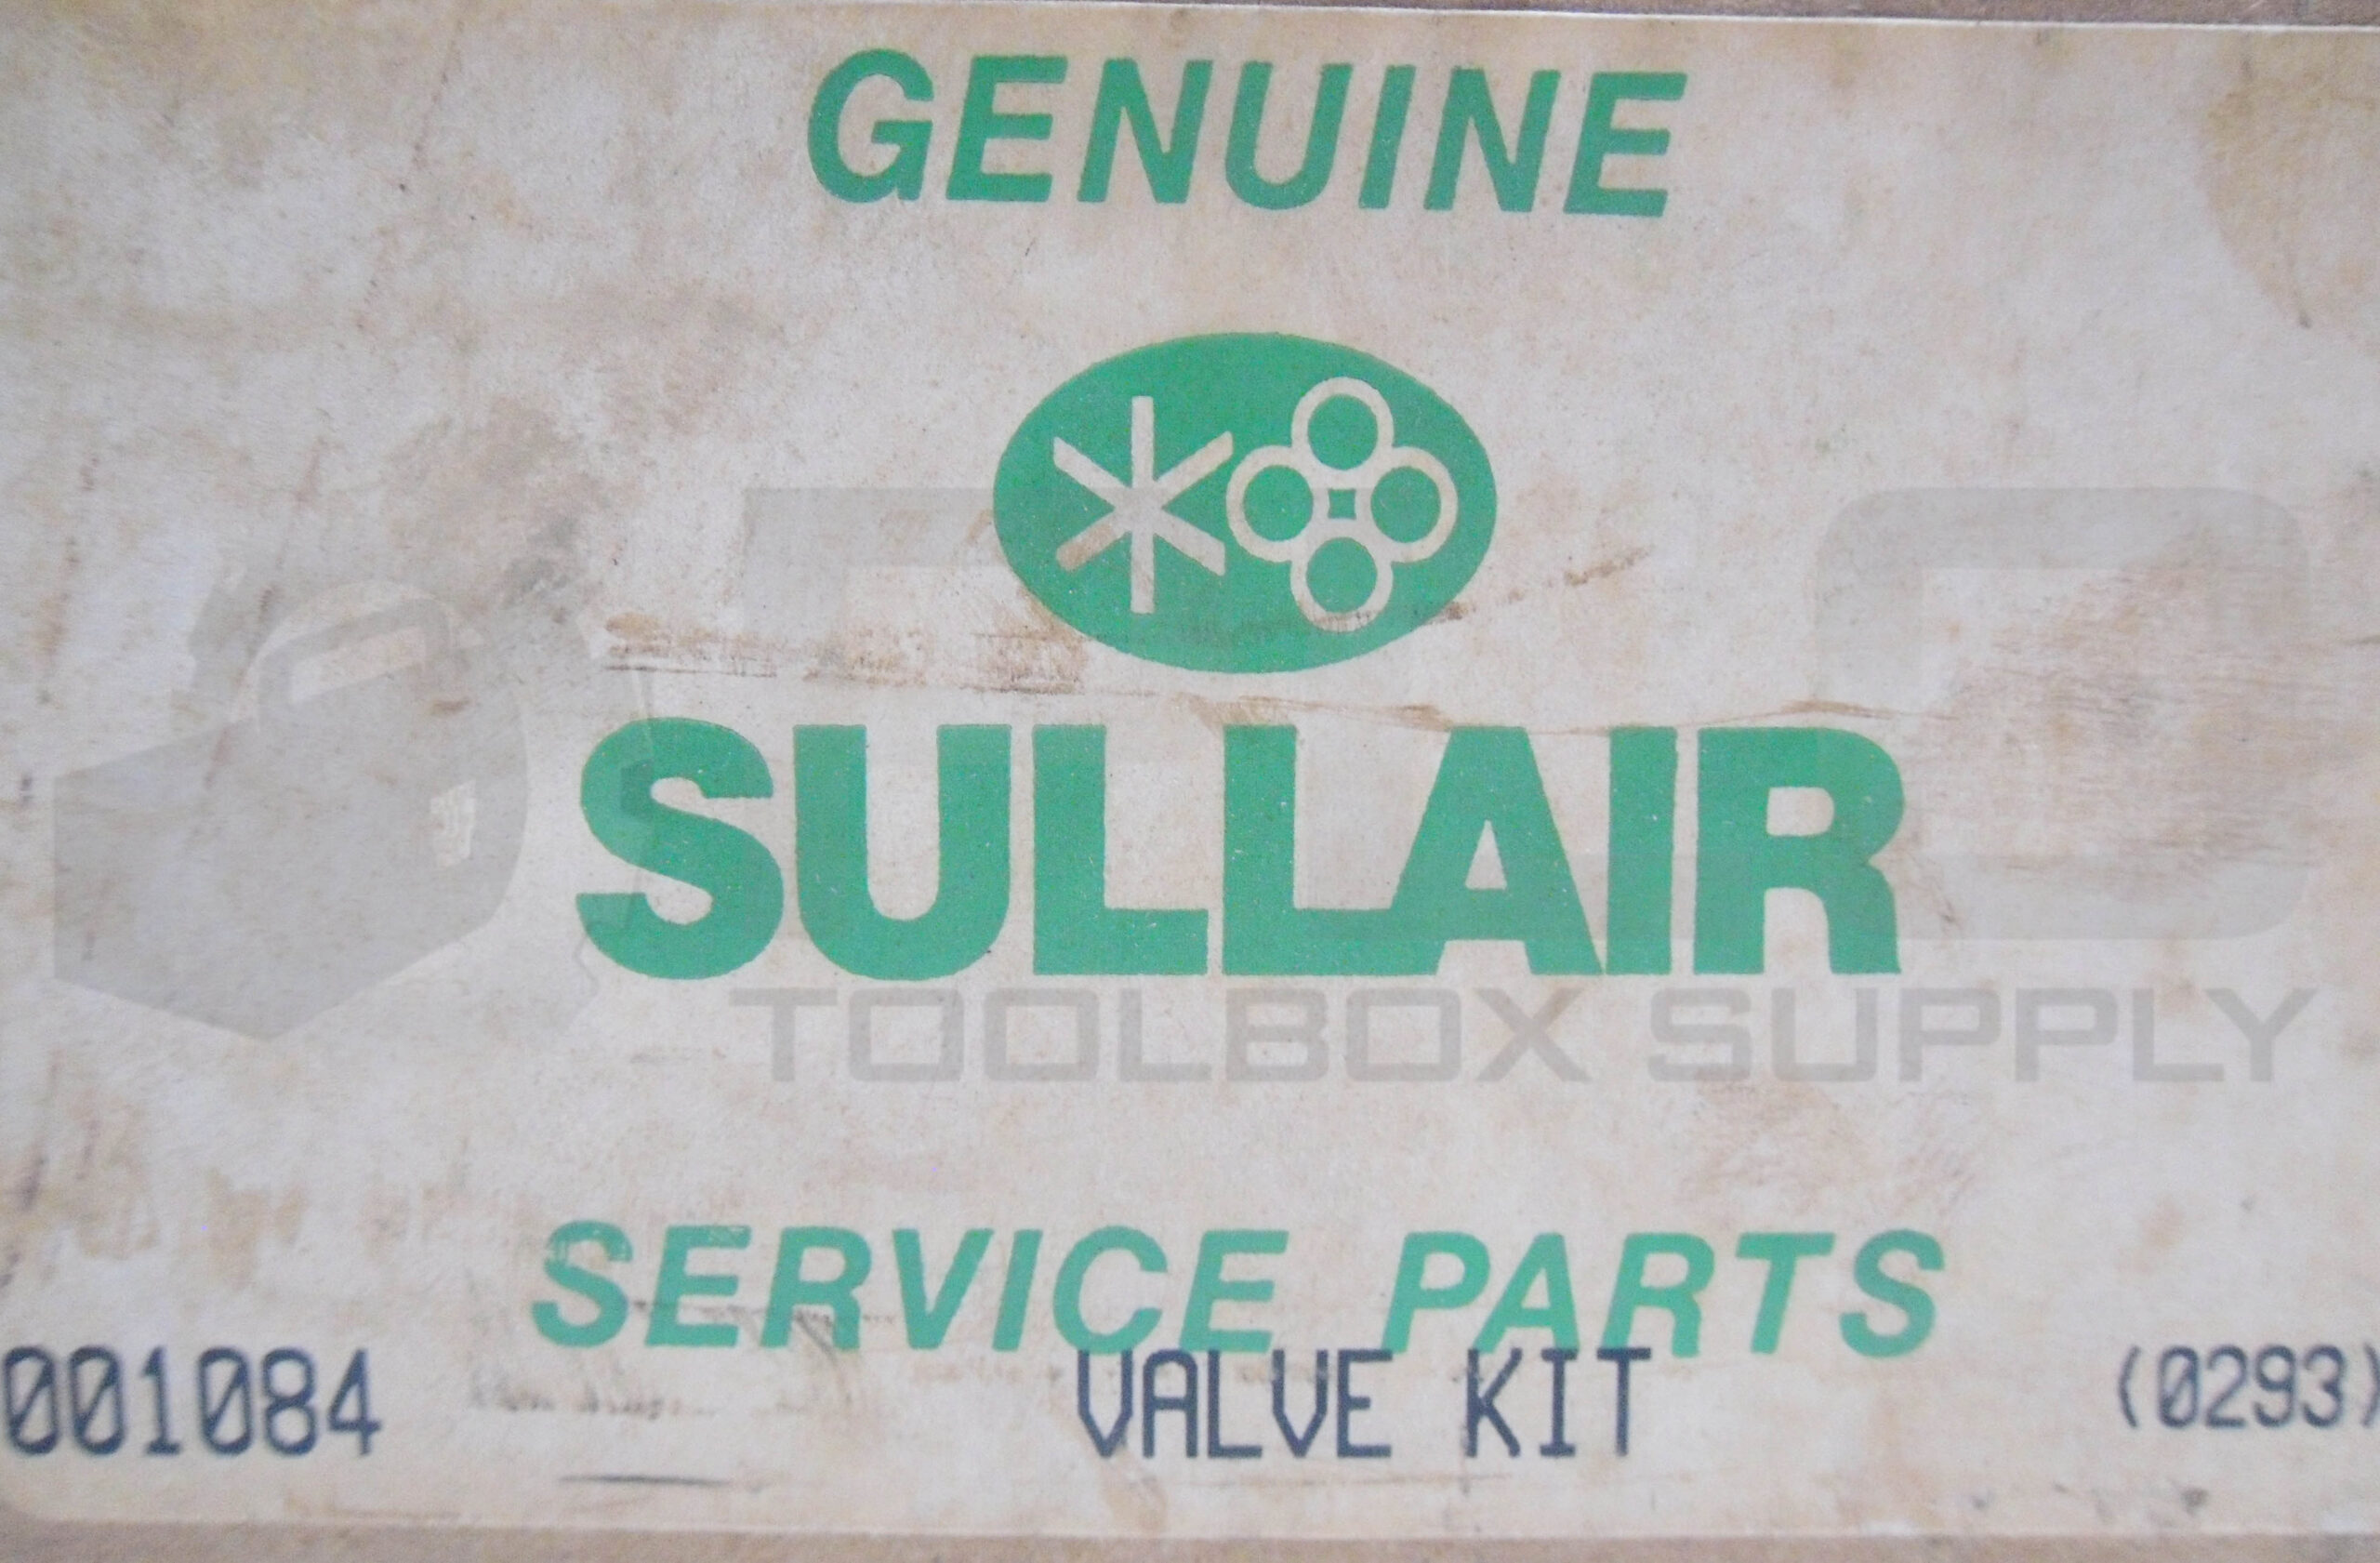 GENUINE
SULLAIR
TOOLBOX SUPPLY
SERVICE PARTS
001084 VALVE KIT (0293)